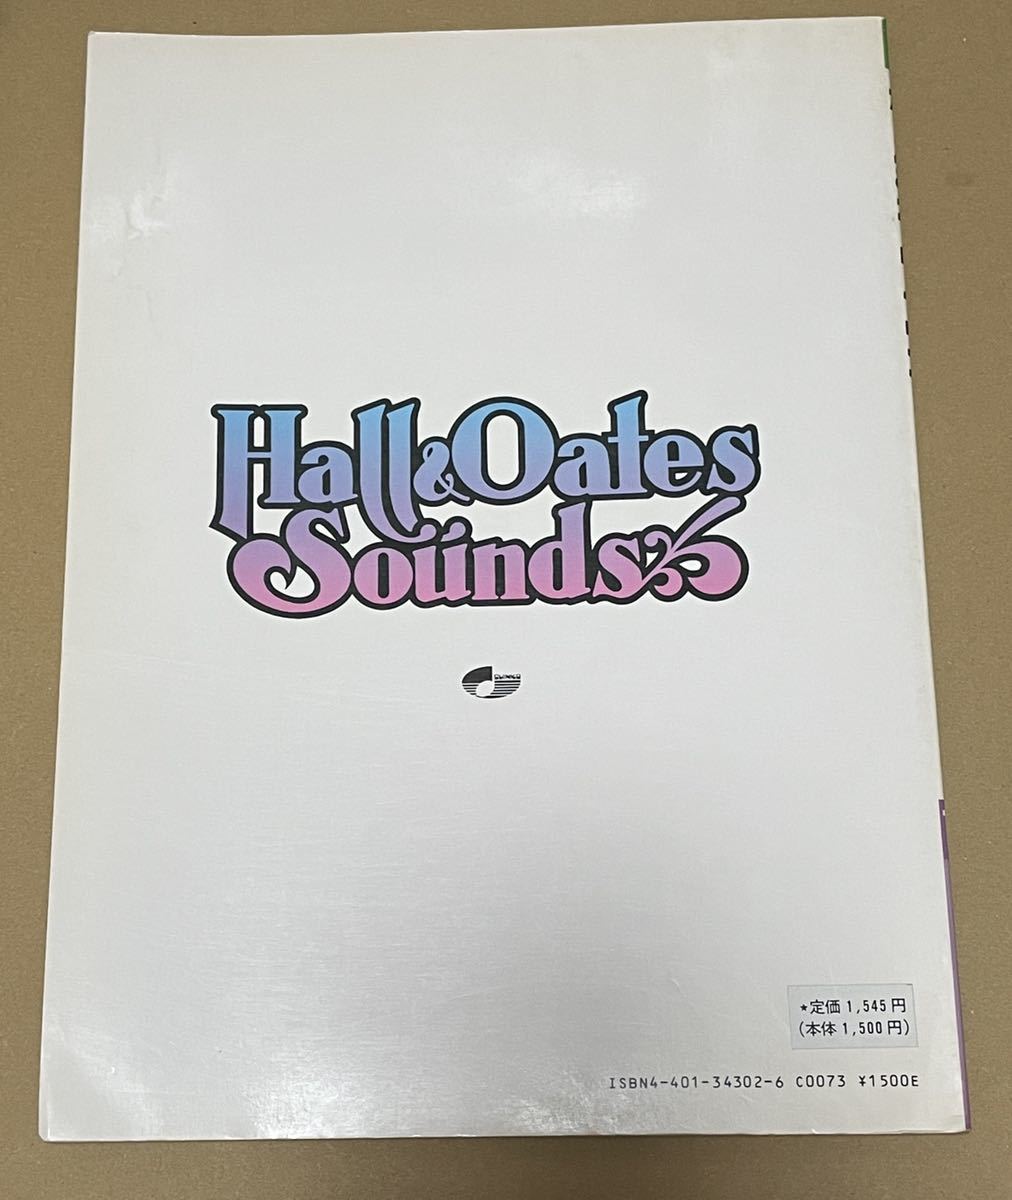 Hall & Oates
Sounds
★定価1,545円
(本体1,500円)
ISBN4-401-34302-6 C0073 ¥1500E